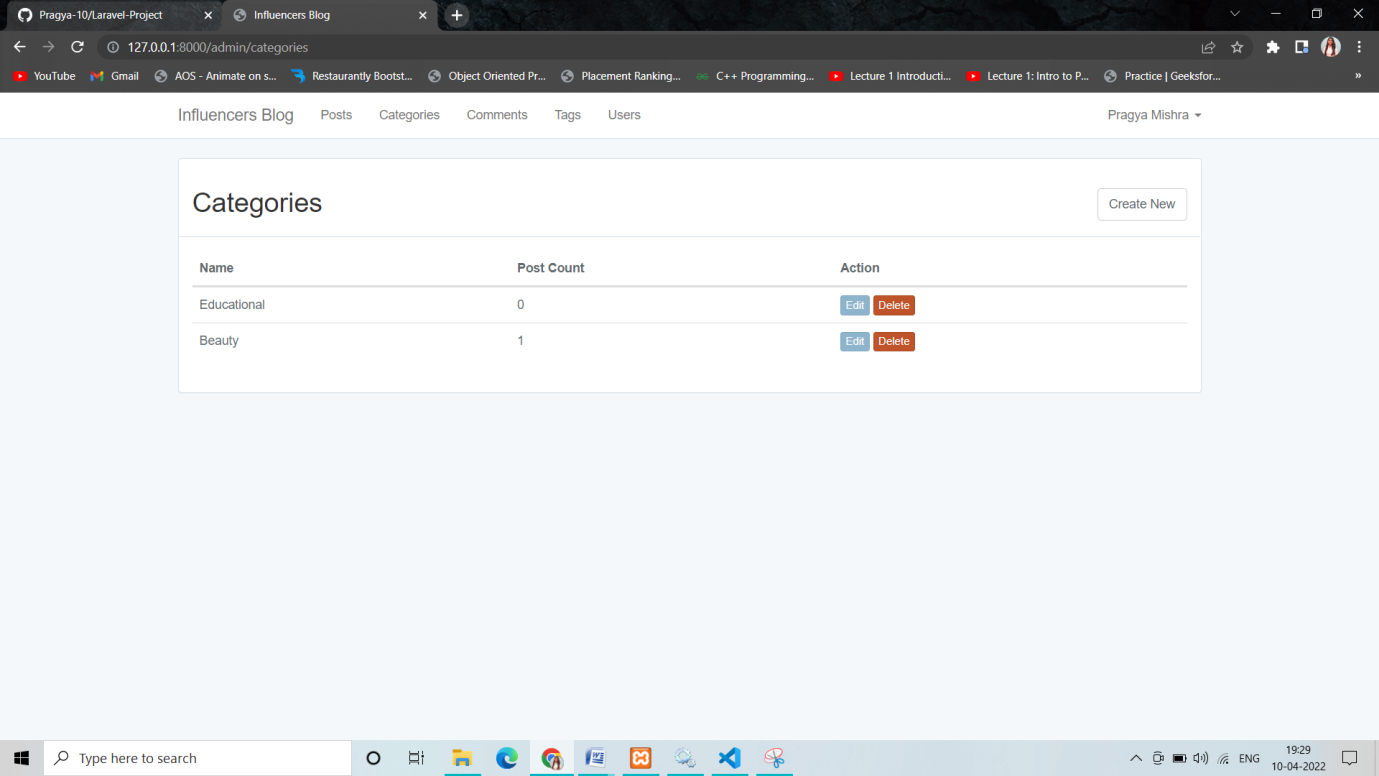 Pragya-10/Laravel-Project
Influencers Blog
127.0.0.1:8000/admin/categories
YouTube
Gmail
AOS - Animate on s...
Restaurantly Bootst...
Object Oriented Pr...
Placement Ranking...
C++ Programming...
Lecture 1 Introducti...
Lecture 1: Intro to P...
Practice | Geeksfor...
»
Influencers Blog
Posts
Categories
Comments
Tags
Users
Pragya Mishra
Categories
Create New
Name Post Count Action
Educational 0 Edit Delete
Beauty 1 Edit Delete
Type here to search
ENG
19:29
10-04-2022